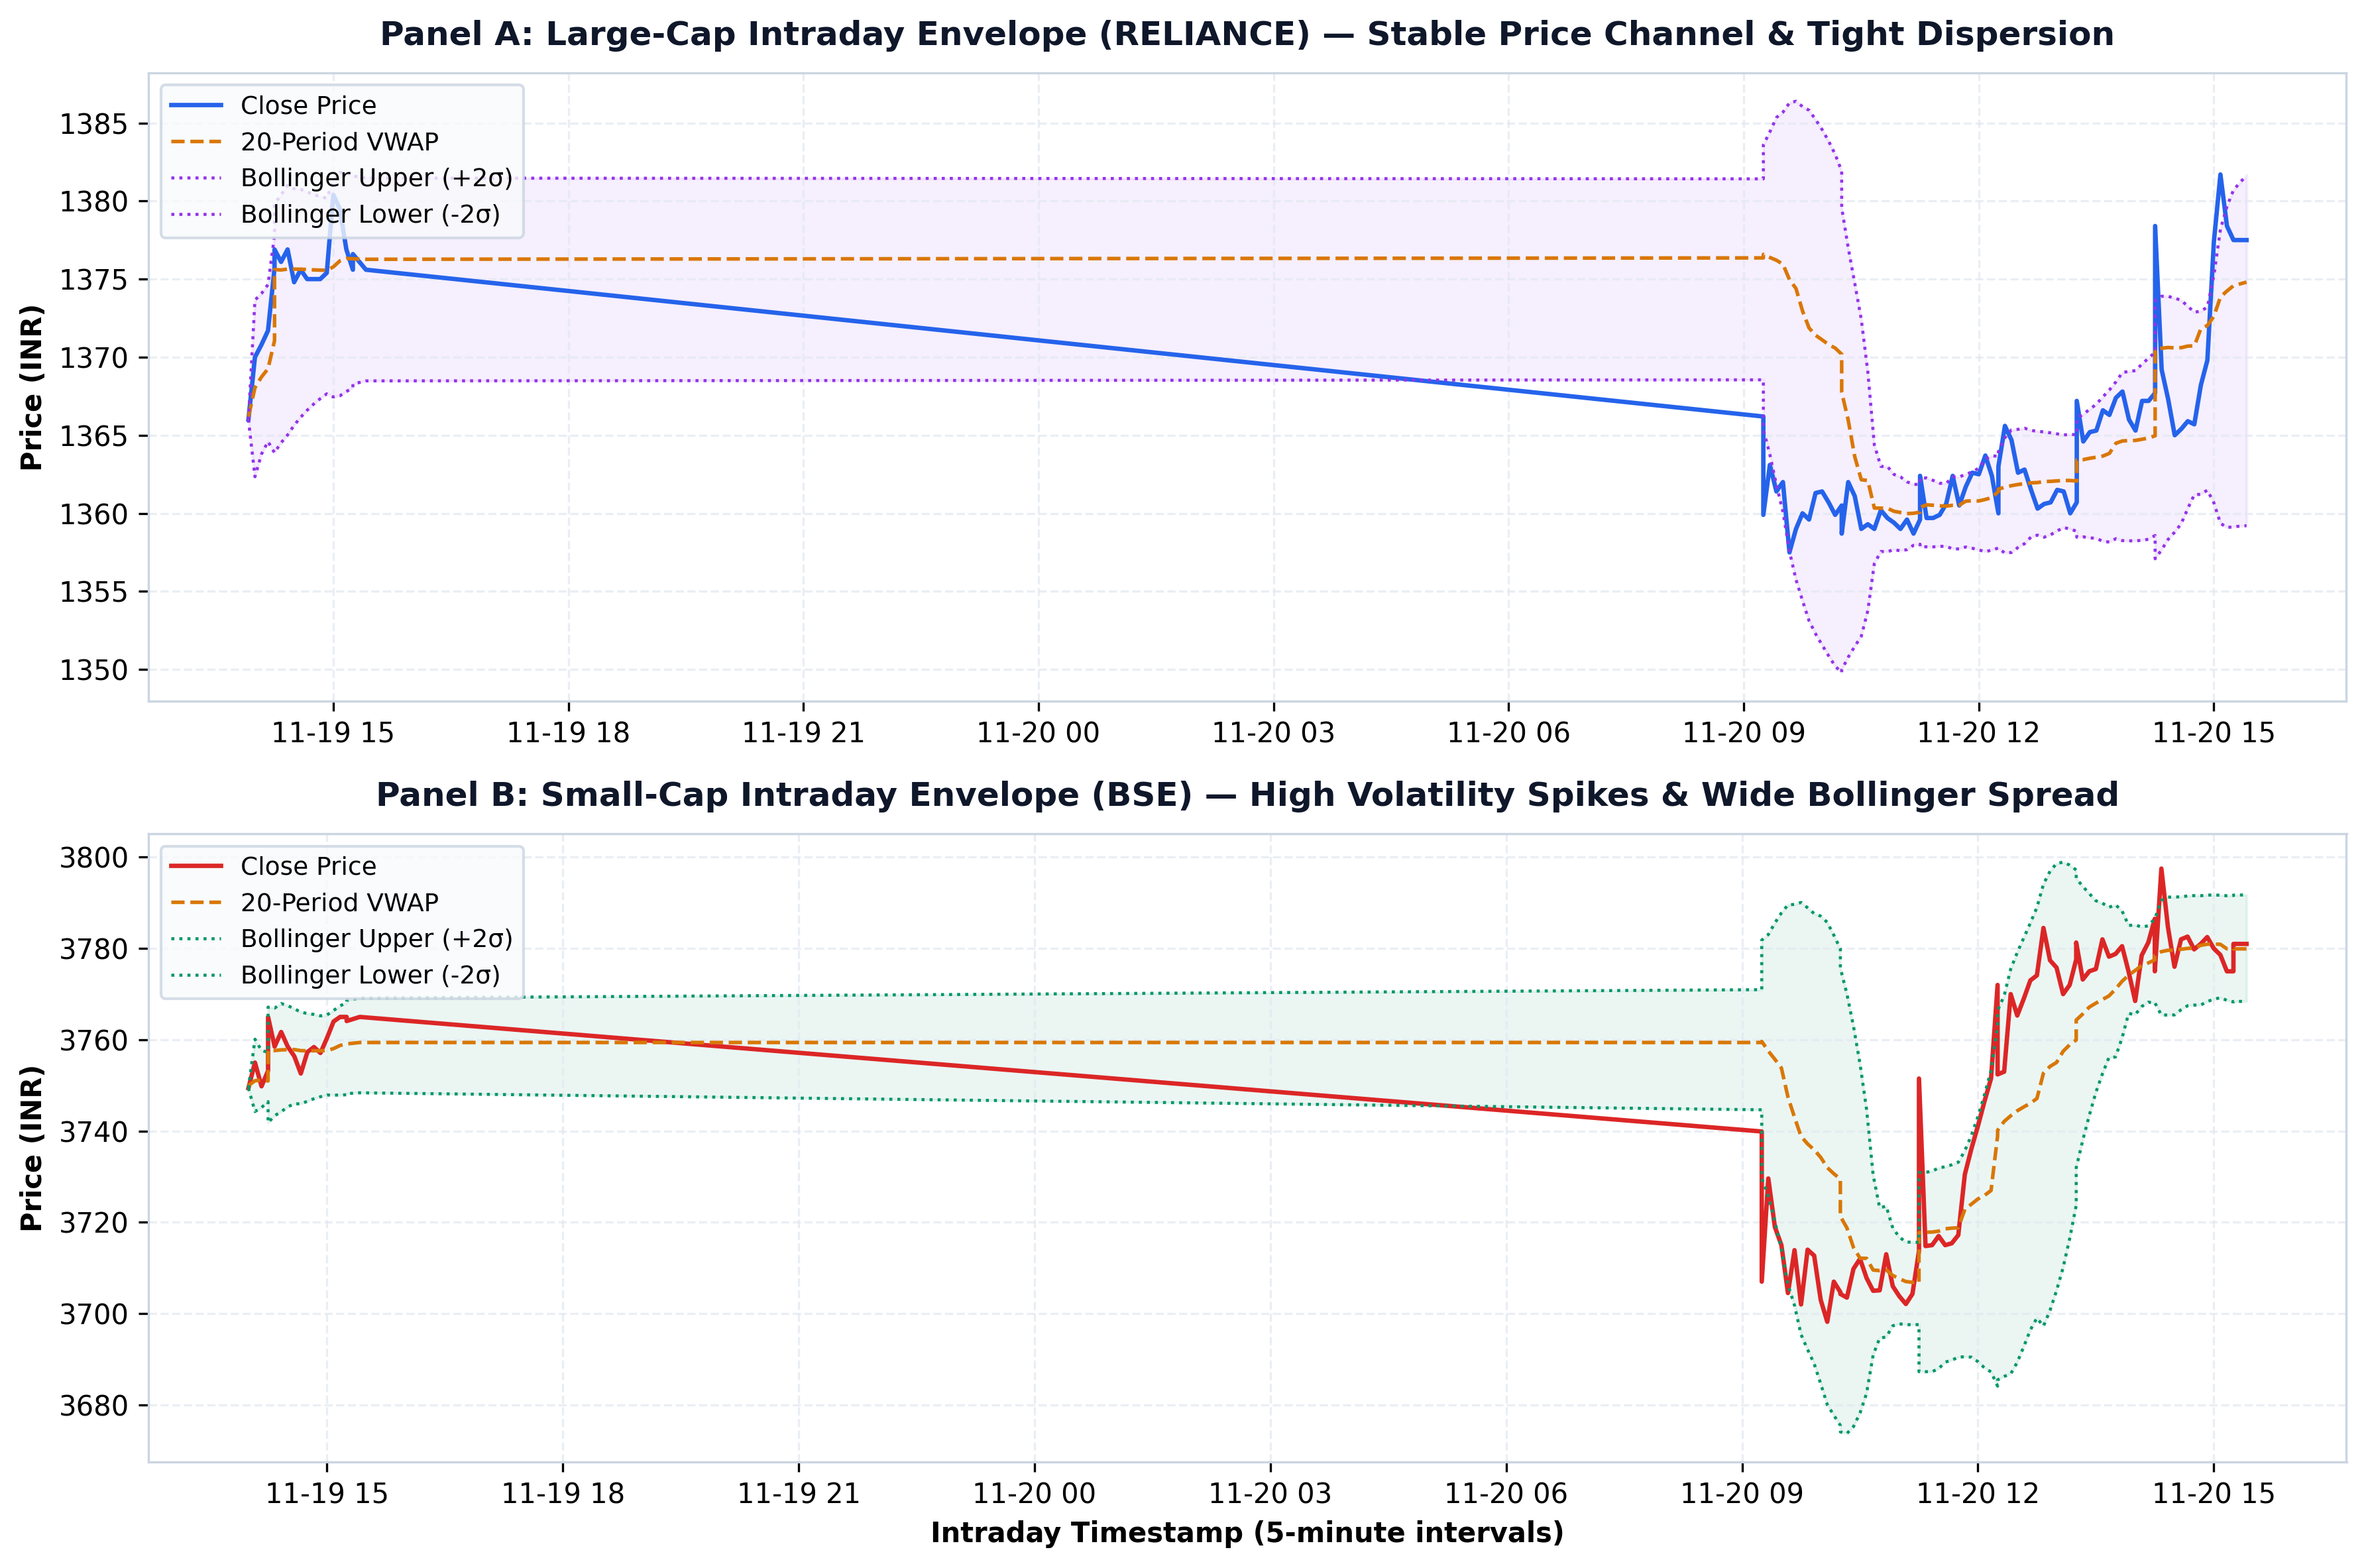 Panel A: Large-Cap Intraday Envelope (RELIANCE) — Stable Price Channel & Tight Dispersion
Close Price
20-Period VWAP
Bollinger Upper (+2σ)
Bollinger Lower (-2σ)
Price (INR)
1385
1380
1375
1370
1365
1360
1355
1350
11-19 15
11-19 18
11-19 21
11-20 00
11-20 03
11-20 06
11-20 09
11-20 12
11-20 15
Panel B: Small-Cap Intraday Envelope (BSE) — High Volatility Spikes & Wide Bollinger Spread
Close Price
20-Period VWAP
Bollinger Upper (+2σ)
Bollinger Lower (-2σ)
Price (INR)
3800
3780
3760
3740
3720
3700
3680
11-19 15
11-19 18
11-19 21
11-20 00
11-20 03
11-20 06
11-20 09
11-20 12
11-20 15
Intraday Timestamp (5-minute intervals)